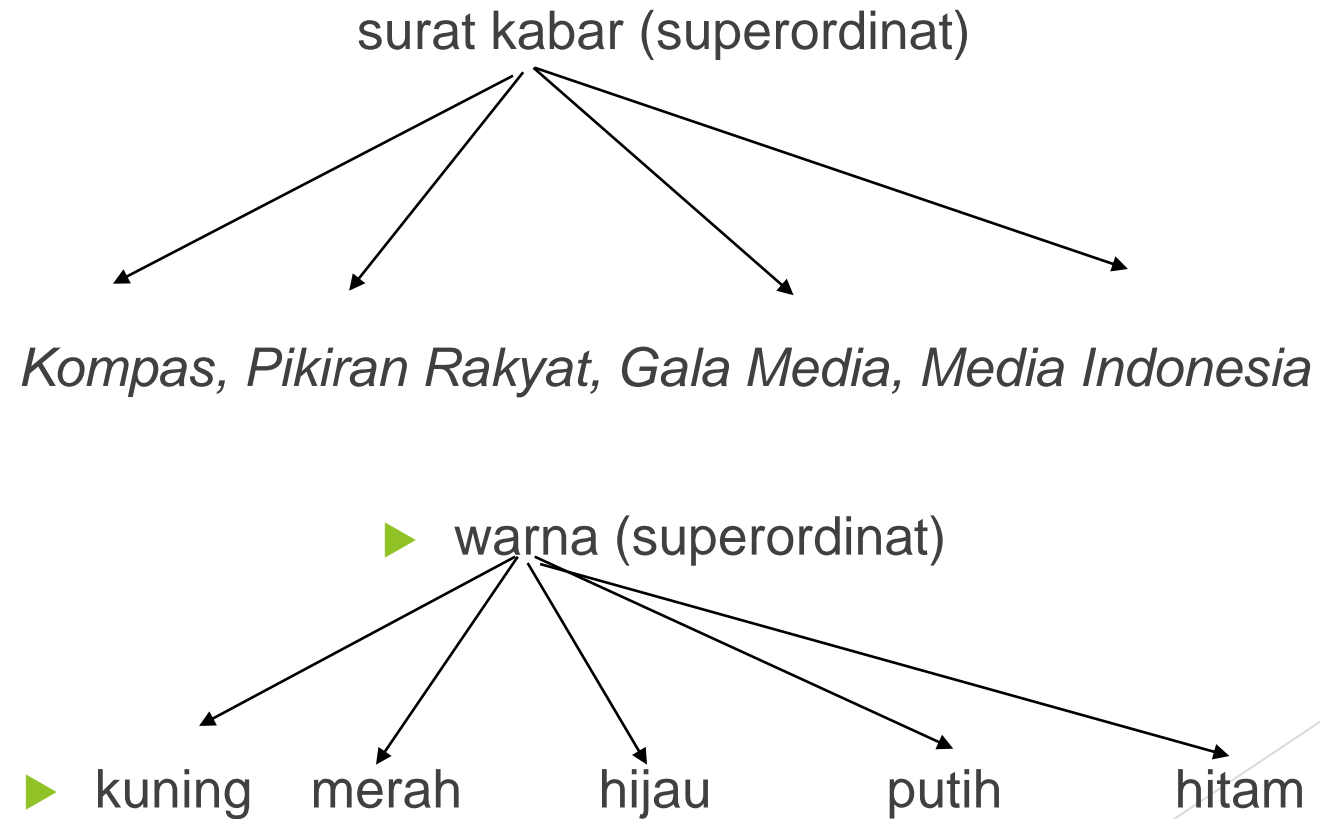 surat kabar (superordinat)
Kompas, Pikiran Rakyat, Gala Media, Media Indonesia
warna (superordinat)
kuning merah hijau putih hitam